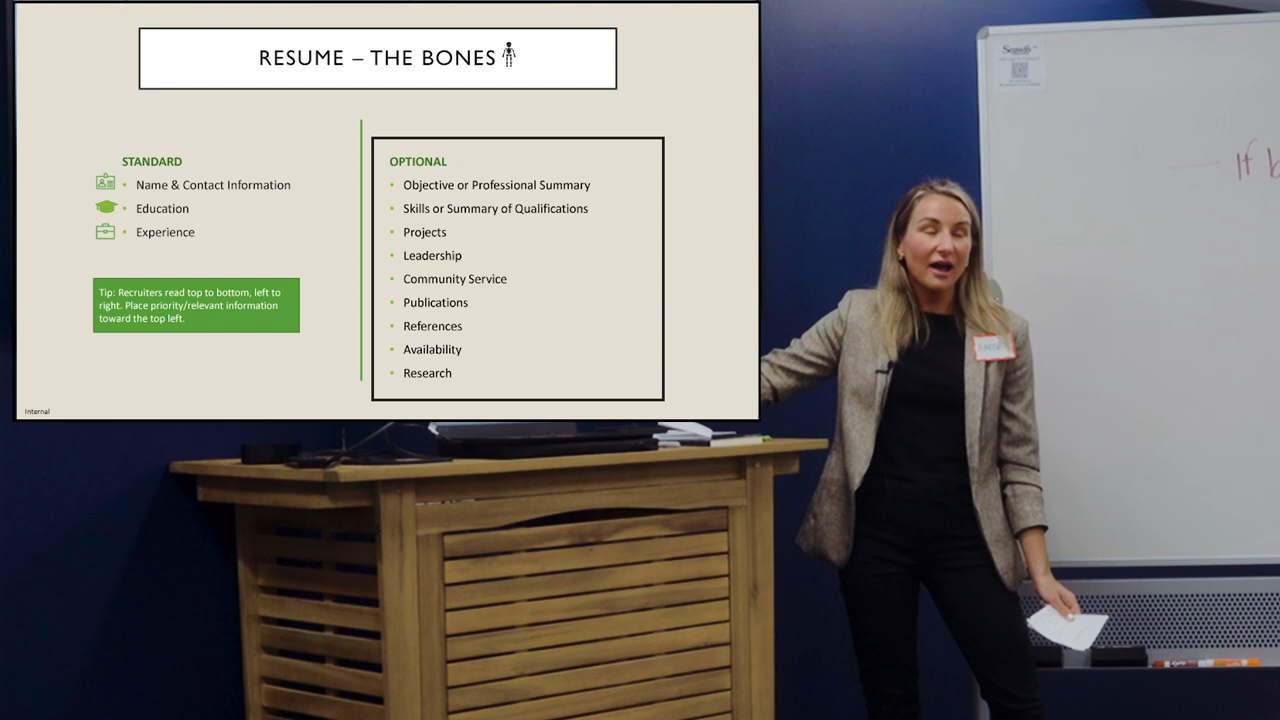 RESUME – THE BONES
STANDARD
• Name & Contact Information
• Education
• Experience
Tip: Recruiters read top to bottom, left to
right. Place priority/relevant information
toward the top left.
OPTIONAL
• Objective or Professional Summary
• Skills or Summary of Qualifications
• Projects
• Leadership
• Community Service
• Publications
• References
• Availability
• Research
Internal
If b